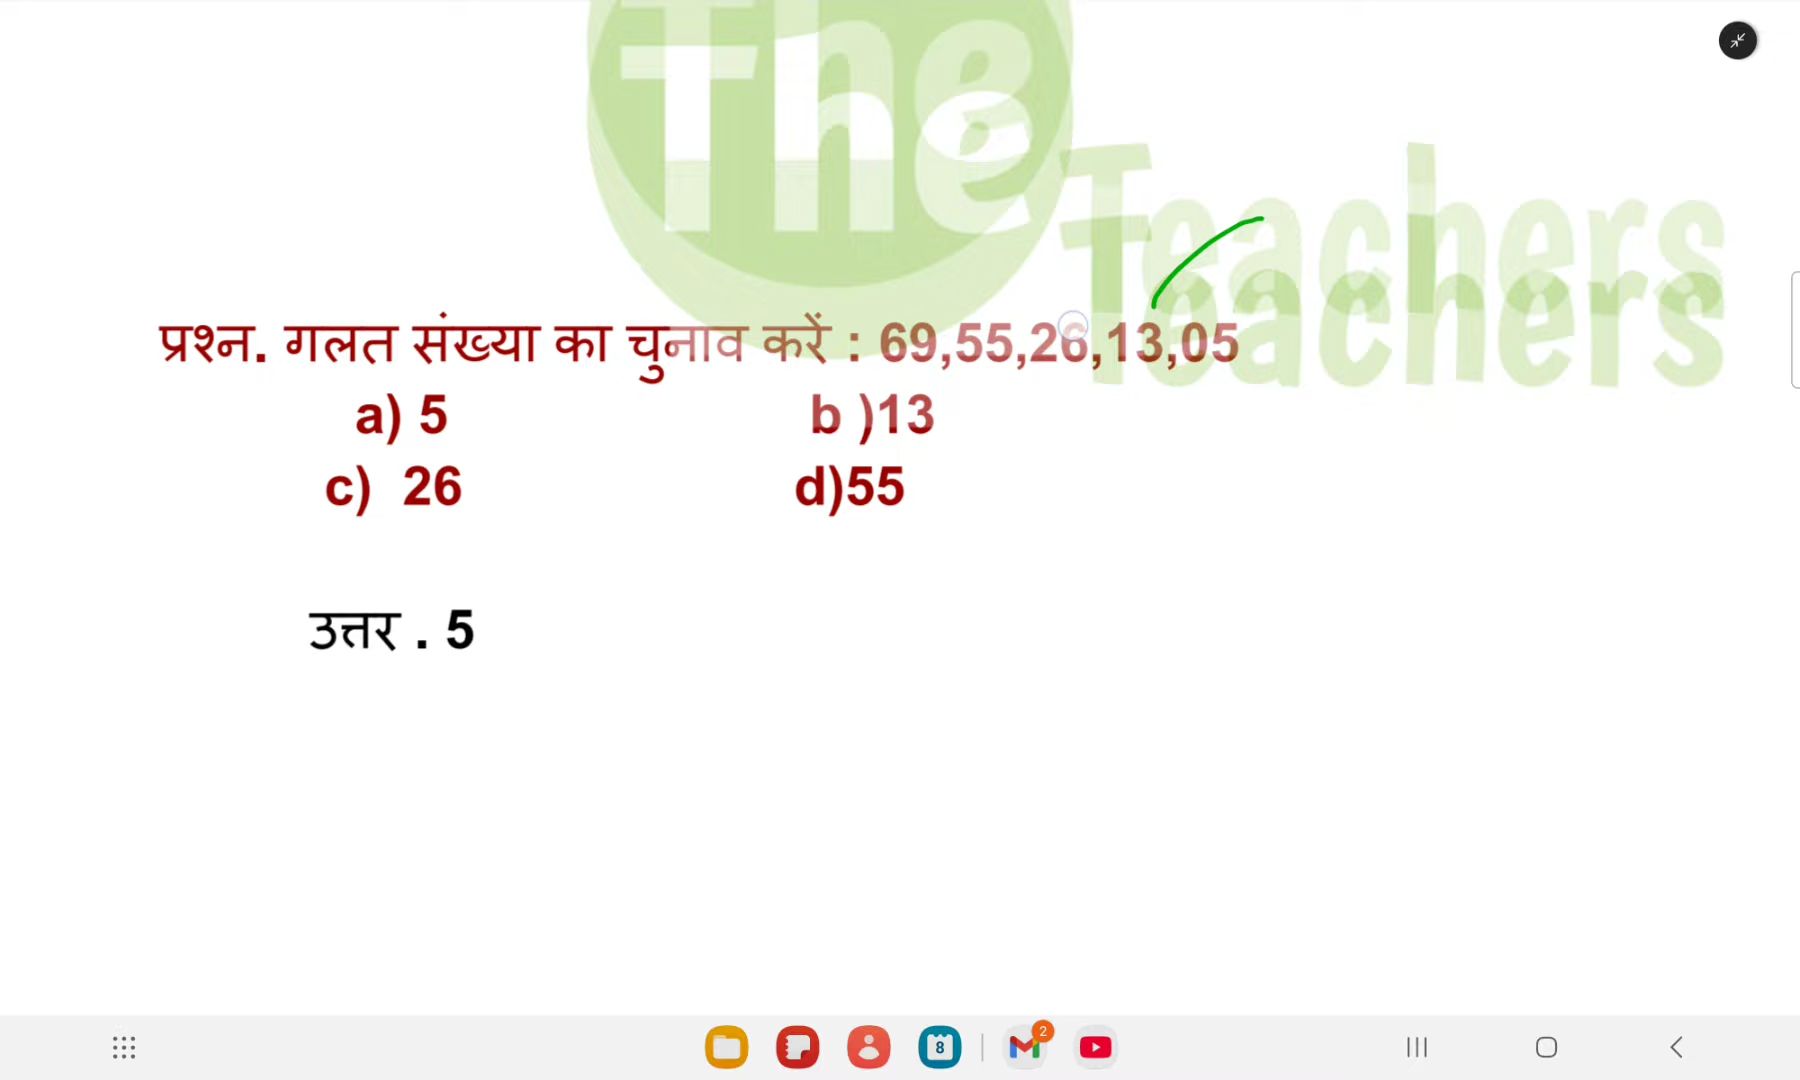 The
Teachers
प्रश्न. गलत संख्या का चुनाव करें : 69,55,26,13,05
a) 5 b )13
c) 26 d)55
उत्तर . 5
8 2